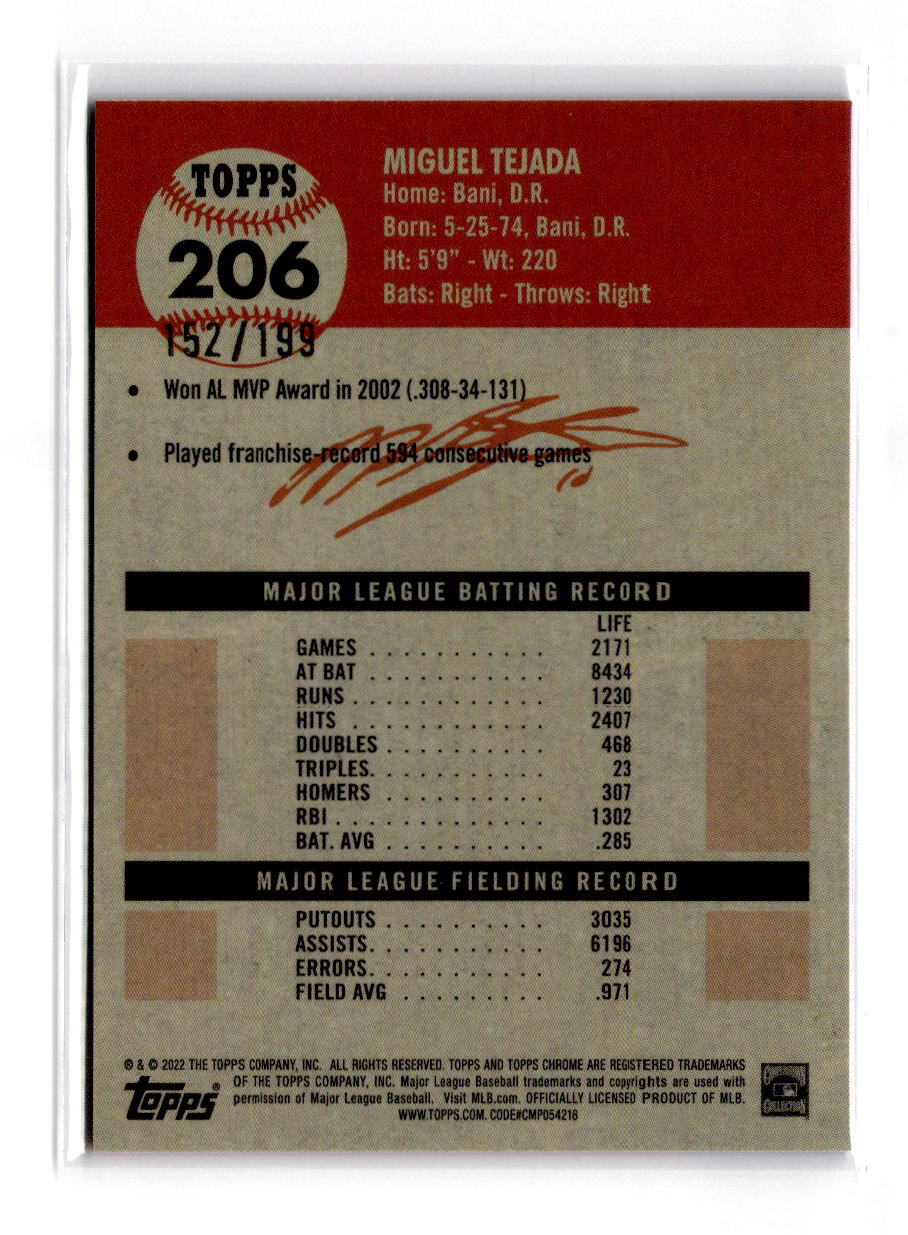 TOPPS
206
152/199
MIGUEL TEJADA
Home: Bani, D.R.
Born: 5-25-74, Bani, D.R.
Ht: 5'9" - Wt: 220
Bats: Right - Throws: Right
• Won AL MVP Award in 2002 (.308-34-131)
• Played franchise-record 594 consecutive games
MAJOR LEAGUE BATTING RECORD
LIFE
GAMES . . . . . . . . . . . 2171
AT BAT . . . . . . . . . . . 8434
RUNS . . . . . . . . . . . . 1230
HITS . . . . . . . . . . . . 2407
DOUBLES . . . . . . . . . . 468
TRIPLES. . . . . . . . . . . 23
HOMERS . . . . . . . . . . 307
RBI . . . . . . . . . . . . . 1302
BAT. AVG . . . . . . . . . . .285
MAJOR LEAGUE FIELDING RECORD
PUTOUTS . . . . . . . . . . 3035
ASSISTS. . . . . . . . . . . 6196
ERRORS. . . . . . . . . . . 274
FIELD AVG . . . . . . . . . .971
® & © 2022 THE TOPPS COMPANY, INC. ALL RIGHTS RESERVED. TOPPS AND TOPPS CHROME ARE REGISTERED TRADEMARKS
OF THE TOPPS COMPANY, INC. Major League Baseball trademarks and copyrights are used with
permission of Major League Baseball. Visit MLB.com. OFFICIALLY LICENSED PRODUCT OF MLB.
WWW.TOPPS.COM. CODE#CMP054218
Topps®
COLLECTION